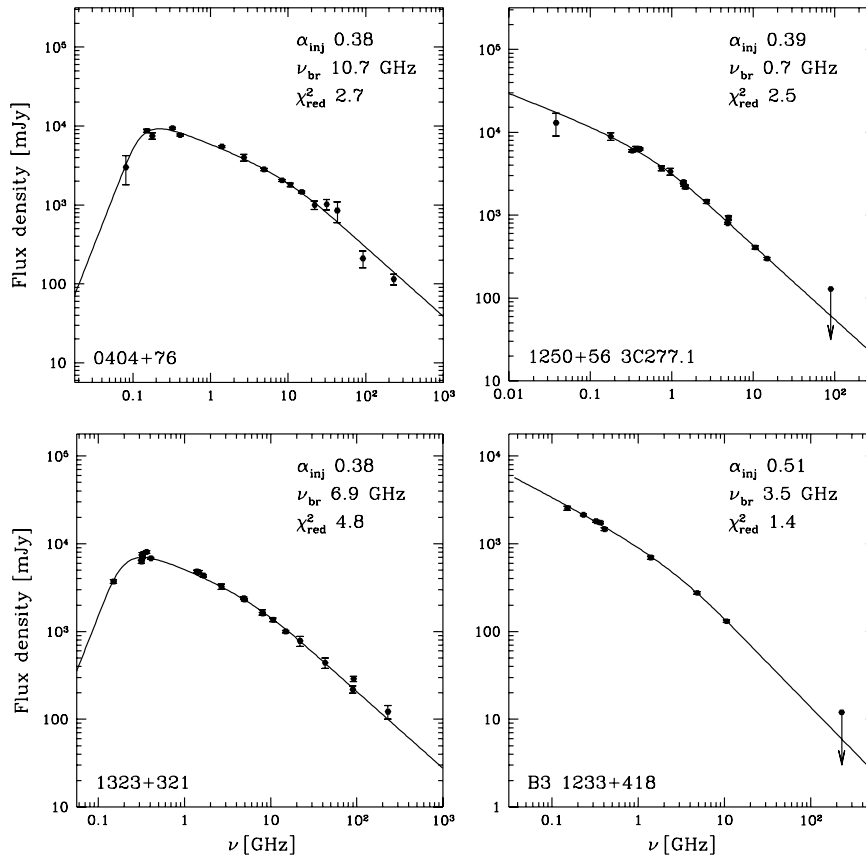 Flux density [mJy]
10⁵
10⁴
10³
100
10
α_inj 0.38
ν_br 10.7 GHz
χ²_red 2.7
0404+76
0.1 1 10 10² 10³
10⁵
10⁴
10³
100
10
α_inj 0.39
ν_br 0.7 GHz
χ²_red 2.5
1250+56 3C277.1
0.01 0.1 1 10 10²
Flux density [mJy]
10⁵
10⁴
10³
100
10
α_inj 0.38
ν_br 6.9 GHz
χ²_red 4.8
1323+321
0.1 1 10 10² 10³
ν [GHz]
10⁴
10³
100
10
1
α_inj 0.51
ν_br 3.5 GHz
χ²_red 1.4
B3 1233+418
0.1 1 10 10²
ν [GHz]